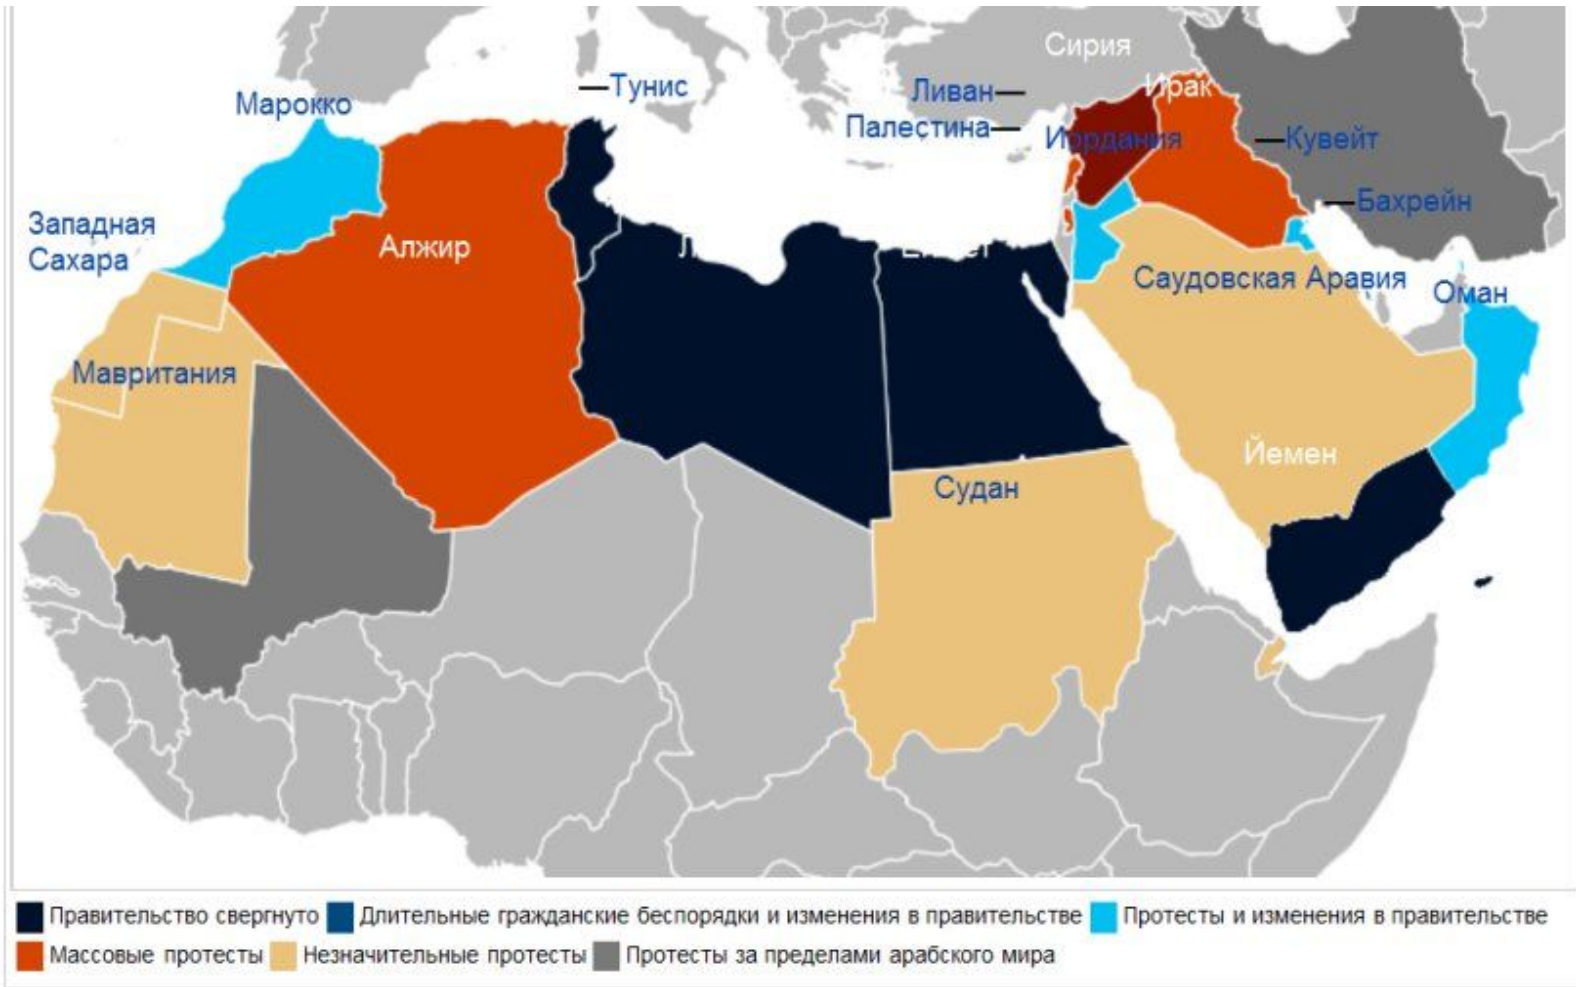 Сирия
Тунис
Ливан
Ирак
Марокко
Палестина
Иордания
Кувейт
Бахрейн
Западная
Сахара
Алжир
Саудовская Аравия
Оман
Мавритания
Йемен
Судан
Правительство свергнуто Длительные гражданские беспорядки и изменения в правительстве Протесты и изменения в правительстве
Массовые протесты Незначительные протесты Протесты за пределами арабского мира